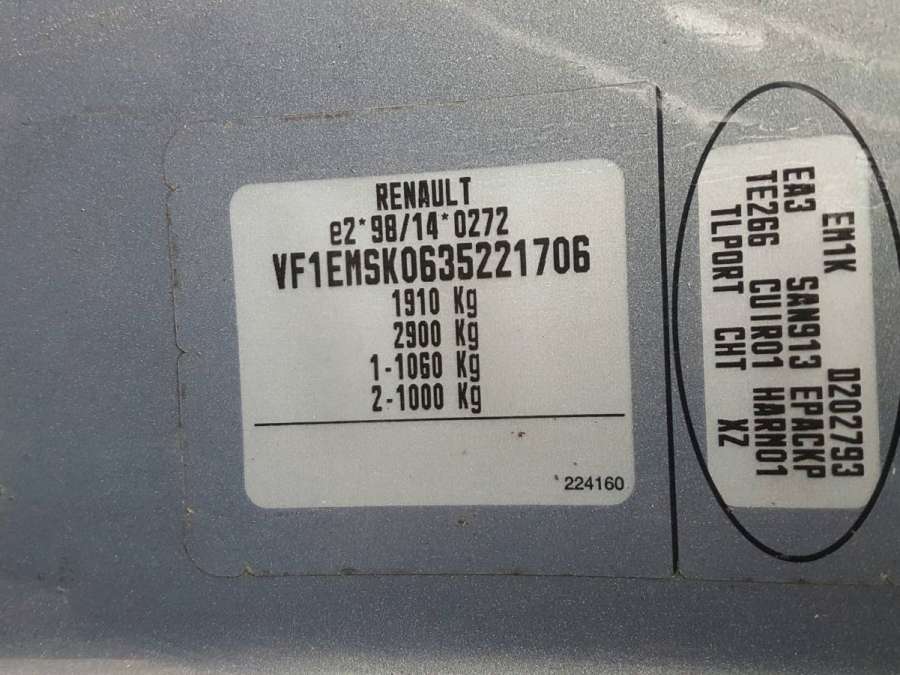 RENAULT
e2*98/14*0272
VF1EMSK0635221706
1910 Kg
2900 Kg
1-1060 Kg
2-1000 Kg
224160
EM1K D202793
EA3 SAN913 EPACKP
TE266 CUIR01 HARN01
TLPORT CHT XZ